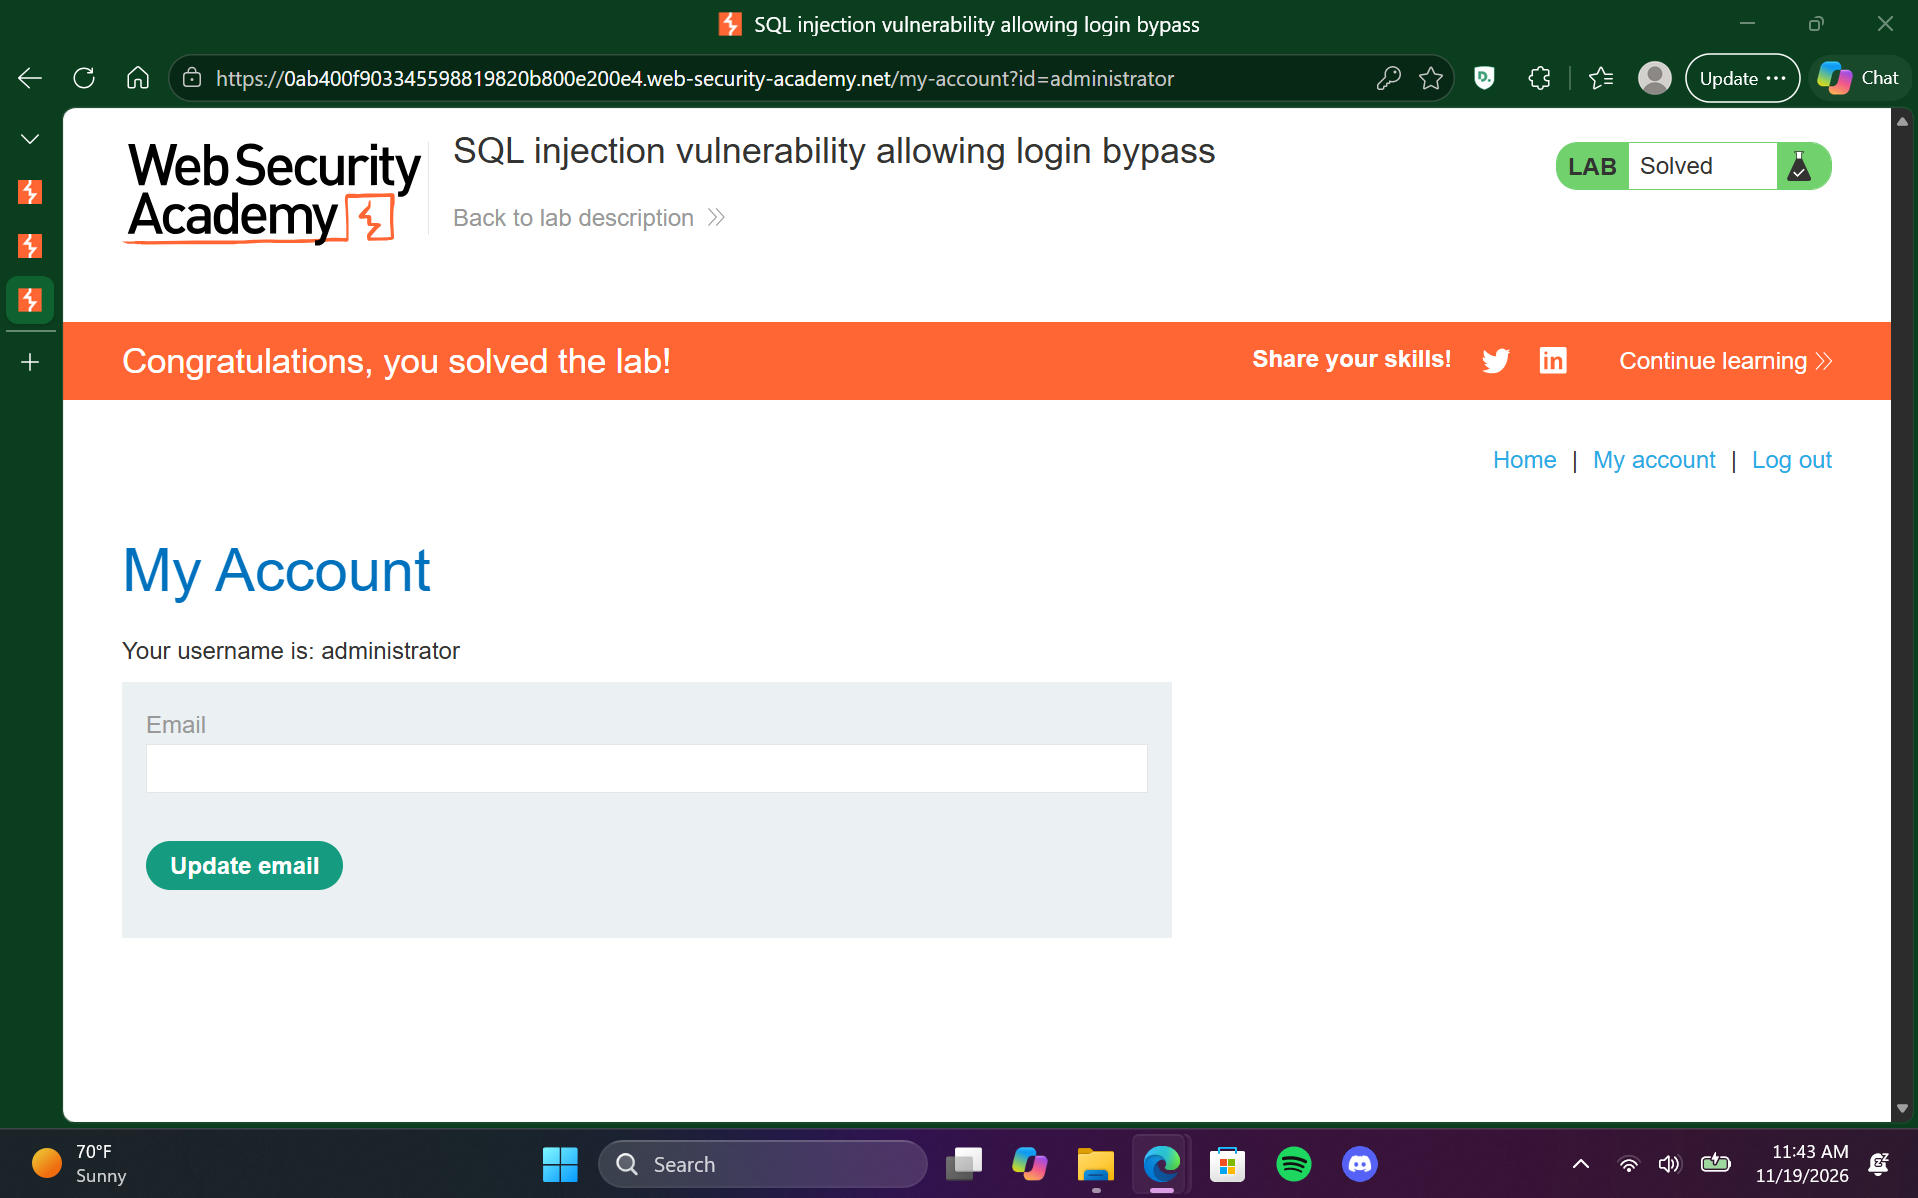 SQL injection vulnerability allowing login bypass
https://0ab400f903345598819820b800e200e4.web-security-academy.net/my-account?id=administrator
D.
Update
Chat
Web Security
Academy
SQL injection vulnerability allowing login bypass
Back to lab description
LAB Solved
Congratulations, you solved the lab!
Share your skills!
in
Continue learning
Home | My account | Log out
My Account
Your username is: administrator
Email
Update email
70°F
Sunny
Search
11:43 AM
11/19/2026